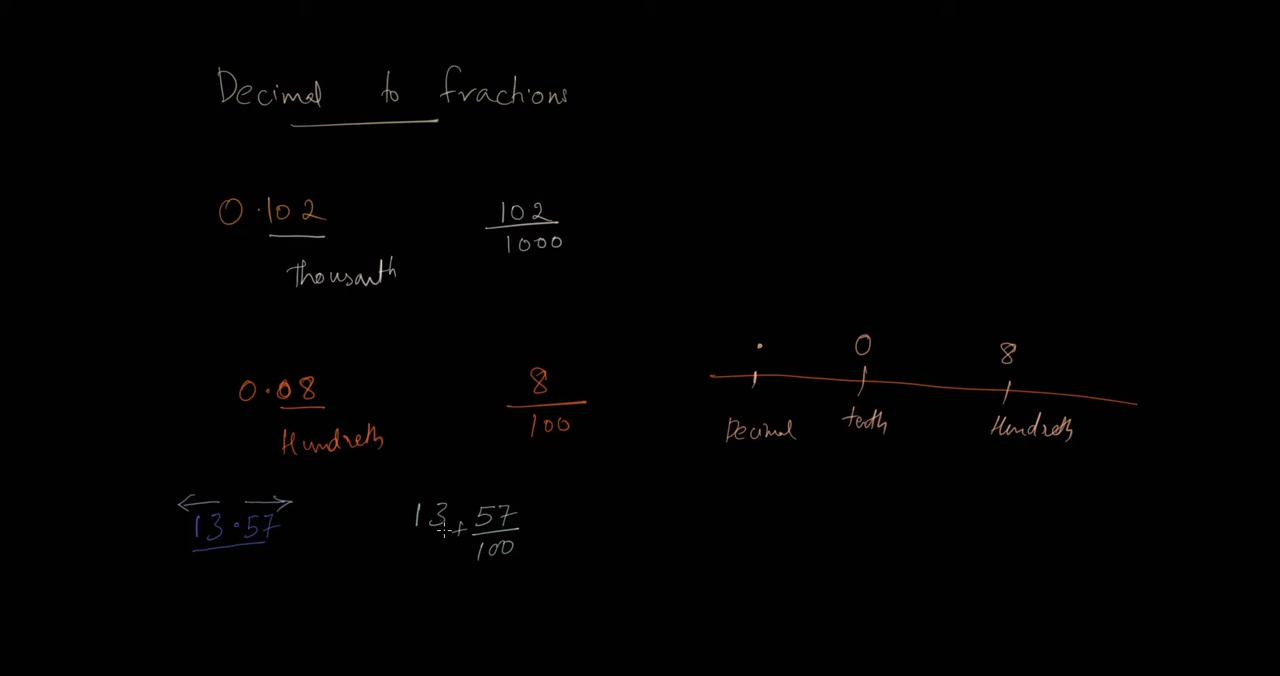 Decimal to fractions
0.102 102/1000
Thousanth
0.08 8/100
Hundreth
. 0 8
Decimal tenth Hundreth
13.57 13 + 57/100